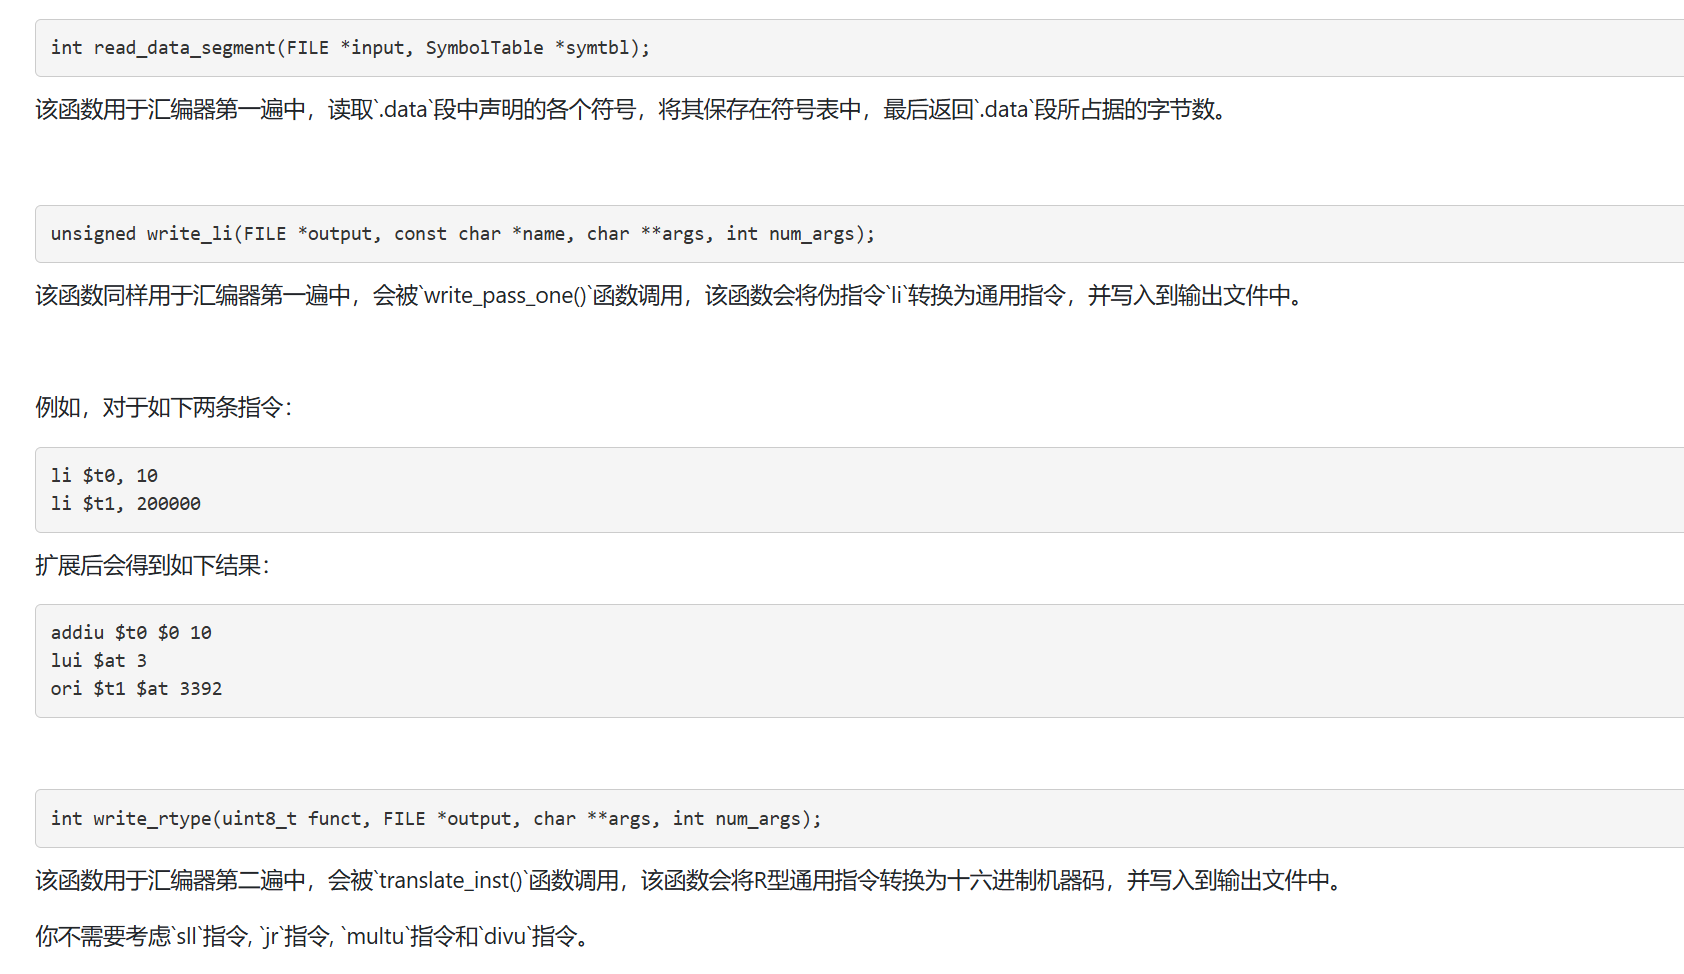 int read_data_segment(FILE *input, SymbolTable *symtbl);
该函数用于汇编器第一遍中，读取`.data`段中声明的各个符号，将其保存在符号表中，最后返回`.data`段所占据的字节数。
unsigned write_li(FILE *output, const char *name, char **args, int num_args);
该函数同样用于汇编器第一遍中，会被`write_pass_one()`函数调用，该函数会将伪指令`li`转换为通用指令，并写入到输出文件中。
例如，对于如下两条指令：
li $t0, 10
li $t1, 200000
扩展后会得到如下结果：
addiu $t0 $0 10
lui $at 3
ori $t1 $at 3392
int write_rtype(uint8_t funct, FILE *output, char **args, int num_args);
该函数用于汇编器第二遍中，会被`translate_inst()`函数调用，该函数会将R型通用指令转换为十六进制机器码，并写入到输出文件中。
你不需要考虑`sll`指令, `jr`指令, `multu`指令和`divu`指令。